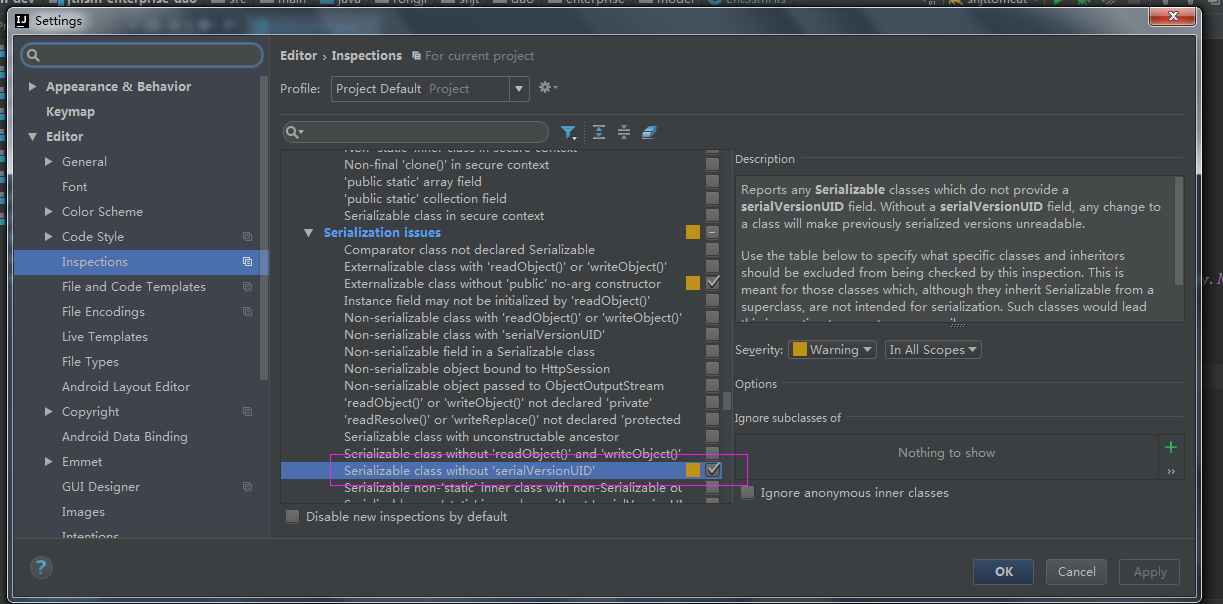 Settings
Appearance & Behavior
Keymap
Editor
General
Font
Color Scheme
Code Style
Inspections
File and Code Templates
File Encodings
Live Templates
File Types
Android Layout Editor
Copyright
Android Data Binding
Emmet
GUI Designer
Images
Intentions
Editor › Inspections For current project
Profile: Project Default Project
Non-final 'clone()' in secure context
'public static' array field
'public static' collection field
Serializable class in secure context
Serialization issues
Comparator class not declared Serializable
Externalizable class with 'readObject()' or 'writeObject()'
Externalizable class without 'public' no-arg constructor
Instance field may not be initialized by 'readObject()'
Non-serializable class with 'readObject()' or 'writeObject()'
Non-serializable class with 'serialVersionUID'
Non-serializable field in a Serializable class
Non-serializable object bound to HttpSession
Non-serializable object passed to ObjectOutputStream
'readObject()' or 'writeObject()' not declared 'private'
'readResolve()' or 'writeReplace()' not declared 'protected
Serializable class with unconstructable ancestor
Serializable class without 'readObject()' and 'writeObject()'
Serializable class without 'serialVersionUID'
Serializable non-'static' inner class with non-Serializable ou
Disable new inspections by default
Description
Reports any Serializable classes which do not provide a
serialVersionUID field. Without a serialVersionUID field, any change to
a class will make previously serialized versions unreadable.
Use the table below to specify what specific classes and inheritors
should be excluded from being checked by this inspection. This is
meant for those classes which, although they inherit Serializable from a
superclass, are not intended for serialization. Such classes would lead
Severity: Warning In All Scopes
Options
Ignore subclasses of
Nothing to show
Ignore anonymous inner classes
?
OK Cancel Apply